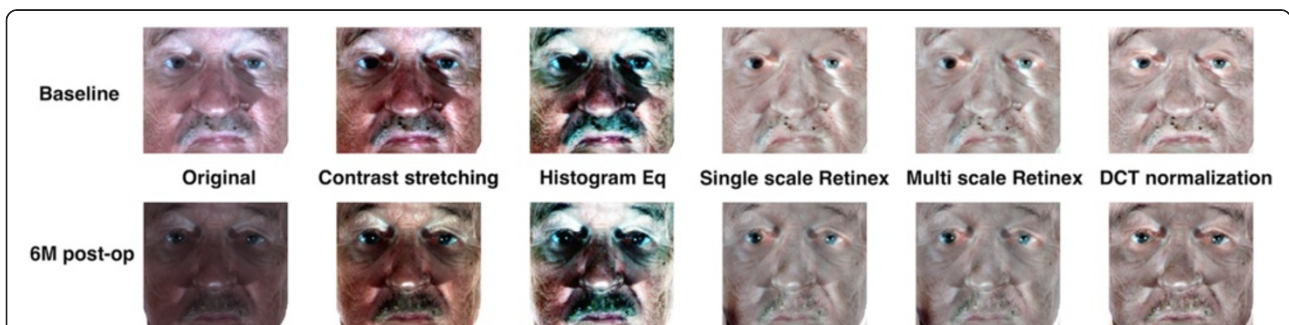 Baseline
Original Contrast stretching Histogram Eq Single scale Retinex Multi scale Retinex DCT normalization
6M post-op